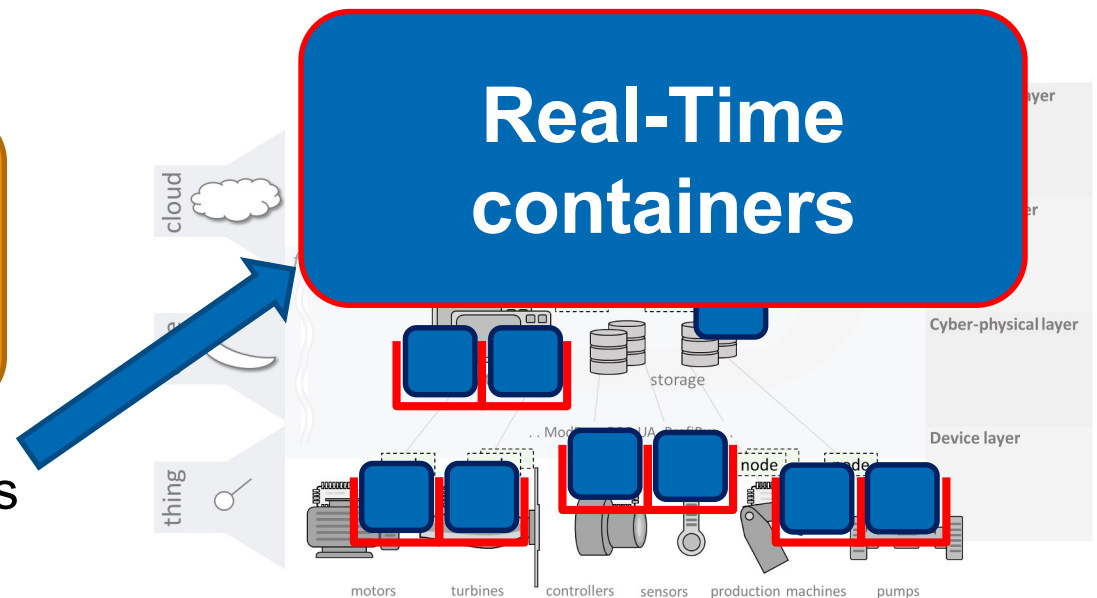 Real-Time
containers
ayer
er
cloud
Cyber-physical layer
storage
Device layer
node
thing
s
motors turbines controllers sensors production machines pumps